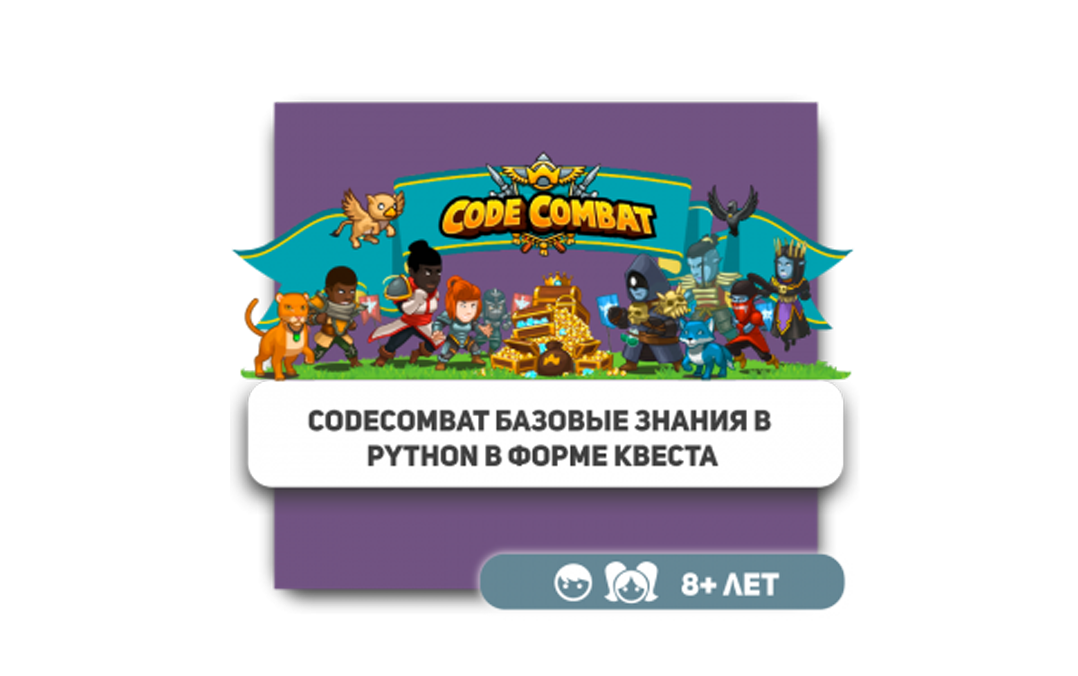 CODE COMBAT
CODECOMBAT БАЗОВЫЕ ЗНАНИЯ В
PYTHON В ФОРМЕ КВЕСТА
8+ ЛЕТ